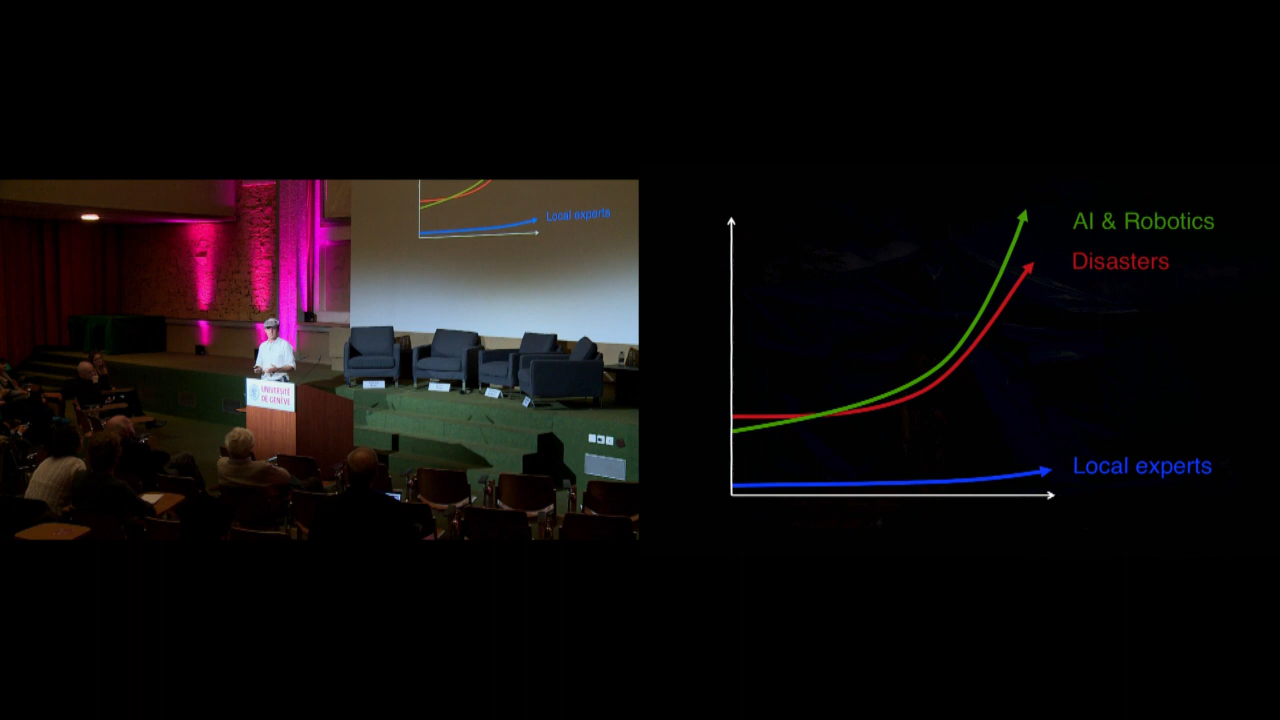 Local experts
UNIVERSITÉ
DE GENÈVE
AI & Robotics
Disasters
Local experts